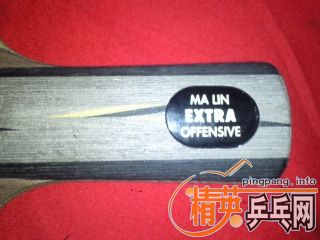 MA LIN
EXTRA
OFFENSIVE
pingpang.info
精英乒乓网